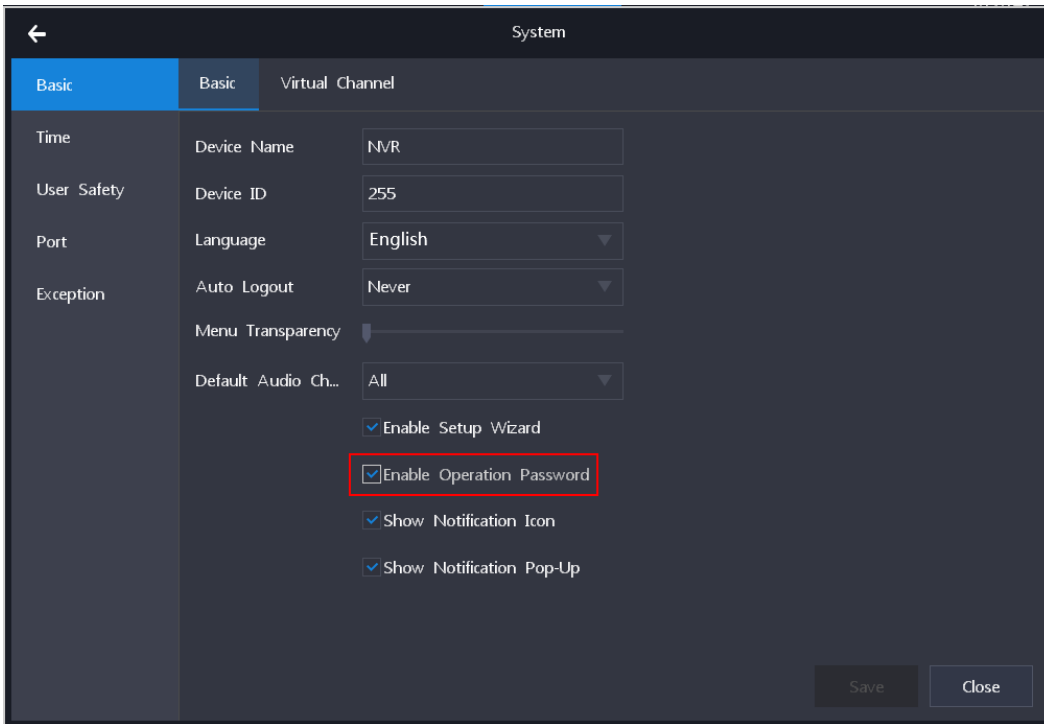 System
Basic
Time
User Safety
Port
Exception
Basic Virtual Channel
Device Name NVR
Device ID 255
Language English
Auto Logout Never
Menu Transparency
Default Audio Ch... All
Enable Setup Wizard
Enable Operation Password
Show Notification Icon
Show Notification Pop-Up
Save Close